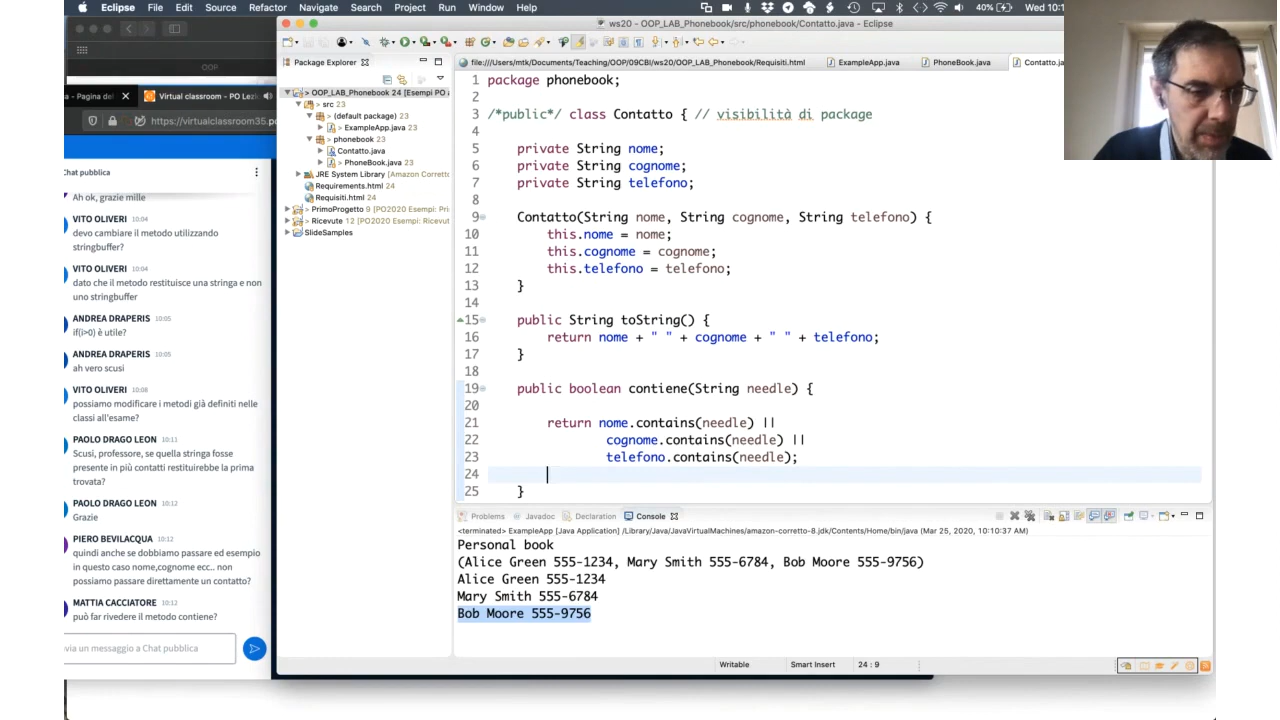 Eclipse File Edit Source Refactor Navigate Search Project Run Window Help
40%
OOP_LAB_Phonebook/src/phonebook/Contatto.java - Eclipse
OOP
a - Pagina del
Virtual classroom - PO Lezio
https://virtualclassroom35.po
Chat pubblica
Ah ok, grazie mille
VITO OLIVERI 10:04
devo cambiare il metodo utilizzando
stringbuffer?
VITO OLIVERI 10:04
dato che il metodo restituisce una stringa e non
uno stringbuffer
ANDREA DRAPERIS 10:05
if(i>0) è utile?
ANDREA DRAPERIS 10:05
ah vero scusi
VITO OLIVERI 10:08
possiamo modificare i metodi già definiti nelle
classi all'esame?
PAOLO DRAGO LEON 10:11
Scusi, professore, se quella stringa fosse
presente in più contatti restituirebbe la prima
trovata?
PAOLO DRAGO LEON 10:12
Grazie
PIERO BEVILACQUA 10:12
quindi anche se dobbiamo passare ed esempio
in questo caso nome,cognome ecc.. non
possiamo passare direttamente un contatto?
MATTIA CACCIATORE 10:12
può far rivedere il metodo contiene?
via un messaggio a Chat pubblica
Package Explorer
> OOP_LAB_Phonebook 24 [Esempi PO
> src 23
> (default package) 23
> ExampleApp.java 23
> phonebook 23
Contatto.java
> PhoneBook.java 23
JRE System Library [Amazon Corretto
Requirements.html 24
Requisiti.html 24
> PrimoProgetto 9 [PO2020 Esempi: Pri
> Ricevute 12 [PO2020 Esempi: Ricevut
SlideSamples
file:///Users/mtk/Documents/Teaching/OOP/09CBI/ws20/OOP_LAB_Phonebook/Requisiti.html
ExampleApp.java
PhoneBook.java
Contatto.ja
1 package phonebook;
2
3 /*public*/ class Contatto { // visibilità di package
4
5 private String nome;
6 private String cognome;
7 private String telefono;
8
9 Contatto(String nome, String cognome, String telefono) {
10 this.nome = nome;
11 this.cognome = cognome;
12 this.telefono = telefono;
13 }
14
15 public String toString() {
16 return nome + " " + cognome + " " + telefono;
17 }
18
19 public boolean contiene(String needle) {
20
21 return nome.contains(needle) ||
22 cognome.contains(needle) ||
23 telefono.contains(needle);
24
25 }
Problems Javadoc Declaration Console
<terminated> ExampleApp [Java Application] /Library/Java/JavaVirtualMachines/amazon-corretto-8.jdk/Contents/Home/bin/java (Mar 25, 2020, 10:10:37 AM)
Personal book
(Alice Green 555-1234, Mary Smith 555-6784, Bob Moore 555-9756)
Alice Green 555-1234
Mary Smith 555-6784
Bob Moore 555-9756
Writable Smart Insert 24 : 9